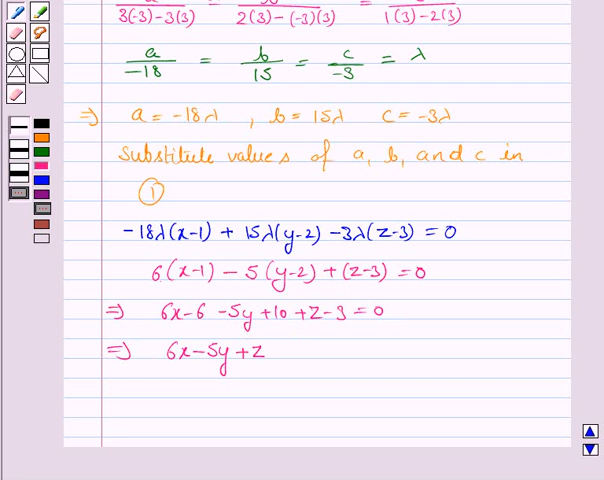 a/3(-3)-3(3) = /2(3)-(-3)(3) = /1(3)-2(3)
a/-18 = b/15 = c/-3 = λ
⇒ a = -18λ , b = 15λ c = -3λ
Substitute values of a, b, and c in
①
-18λ(x-1) + 15λ(y-2) -3λ(z-3) = 0
6(x-1) - 5(y-2) + (z-3) = 0
⇒ 6x-6 -5y +10 +z-3 = 0
⇒ 6x-5y+z